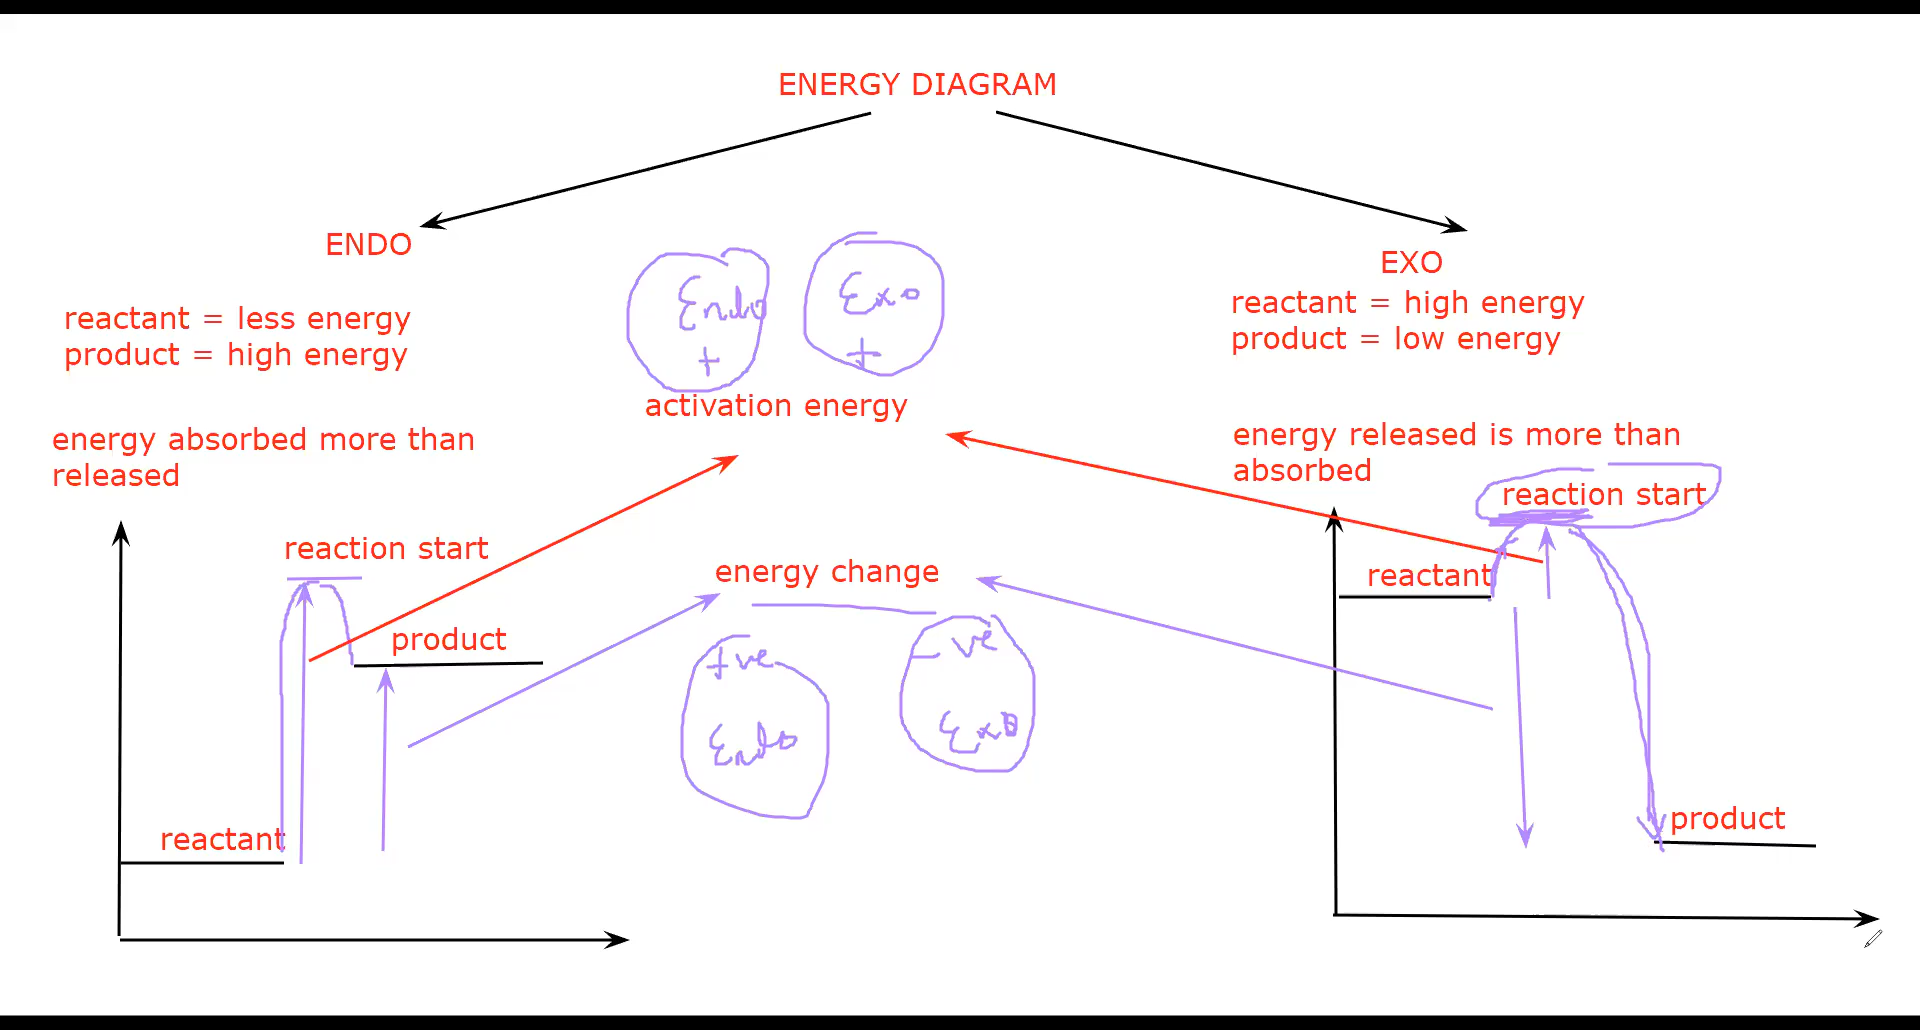 ENERGY DIAGRAM
ENDO
reactant = less energy
product = high energy
energy absorbed more than
released
reaction start
product
reactant
Endo
+
Exo
+
activation energy
energy change
+ve
Endo
- ve
Exo
EXO
reactant = high energy
product = low energy
energy released is more than
absorbed
reaction start
reactant
product